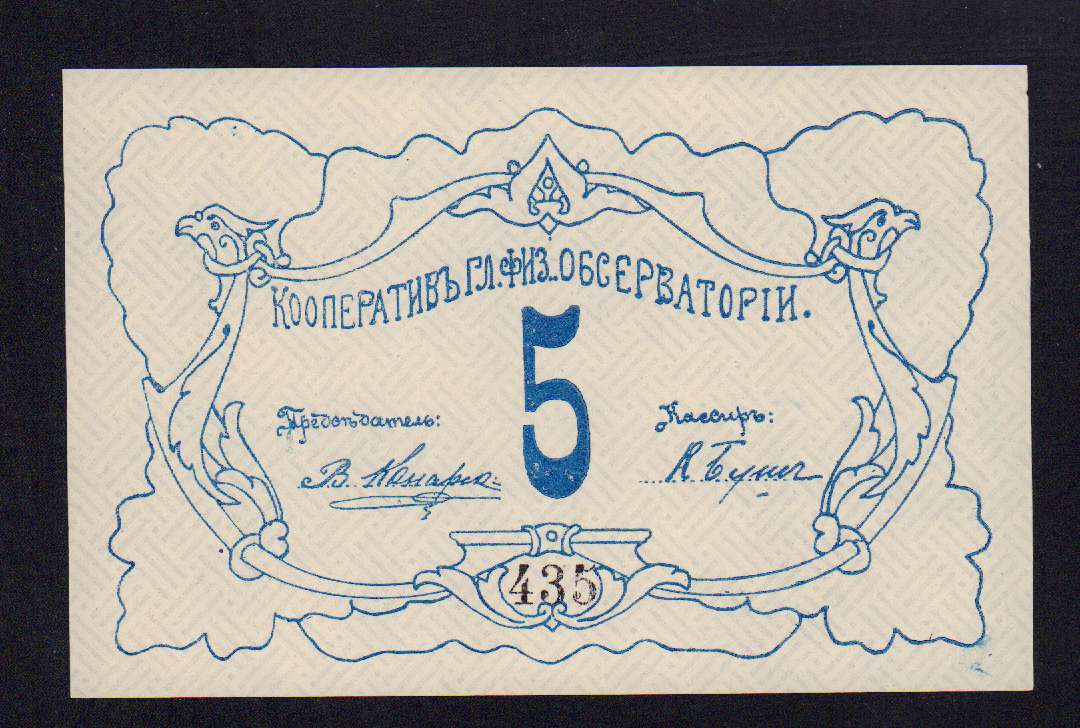 КООПЕРАТИВЪ ГЛ. ФИЗ. ОБСЕРВАТОРІИ.
5
Предсѣдатель: Кассиръ:
В.
435